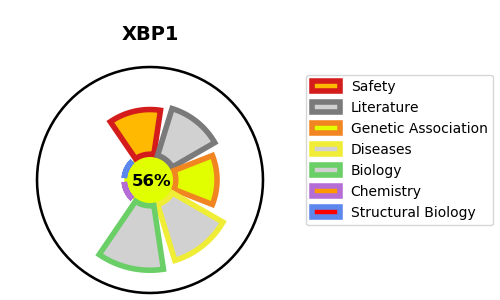 XBP1
56%
Safety
Literature
Genetic Association
Diseases
Biology
Chemistry
Structural Biology